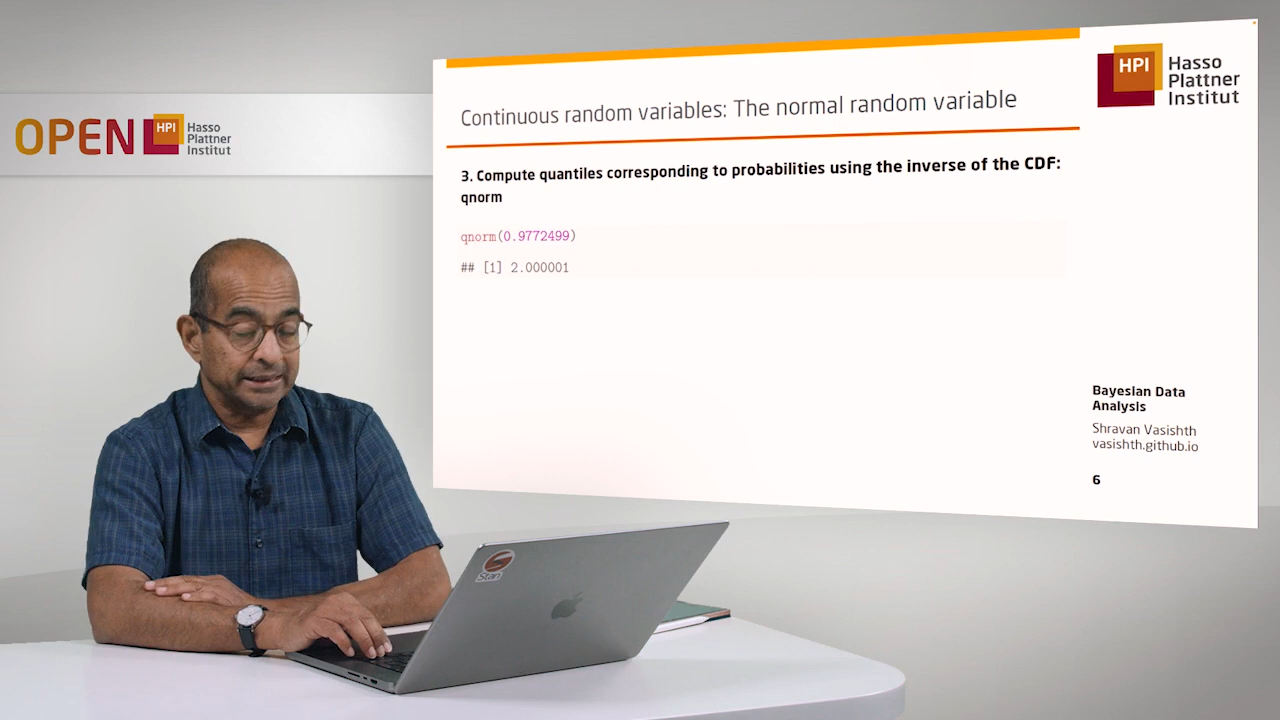 OPEN HPI Hasso
Plattner
Institut
Continuous random variables: The normal random variable
HPI Hasso
Plattner
Institut
3. Compute quantiles corresponding to probabilities using the inverse of the CDF:
qnorm
qnorm(0.9772499)
## [1] 2.000001
Bayesian Data
Analysis
Shravan Vasishth
vasishth.github.io
6
S
Stan